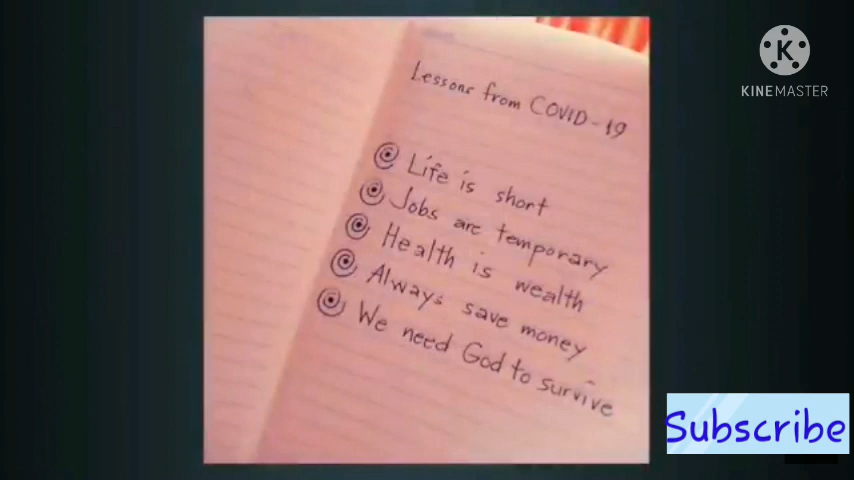 Lessons from COVID-19
Life is short
Jobs are temporary
Health is wealth
Always save money
We need God to survive
K
KINEMASTER
Subscribe